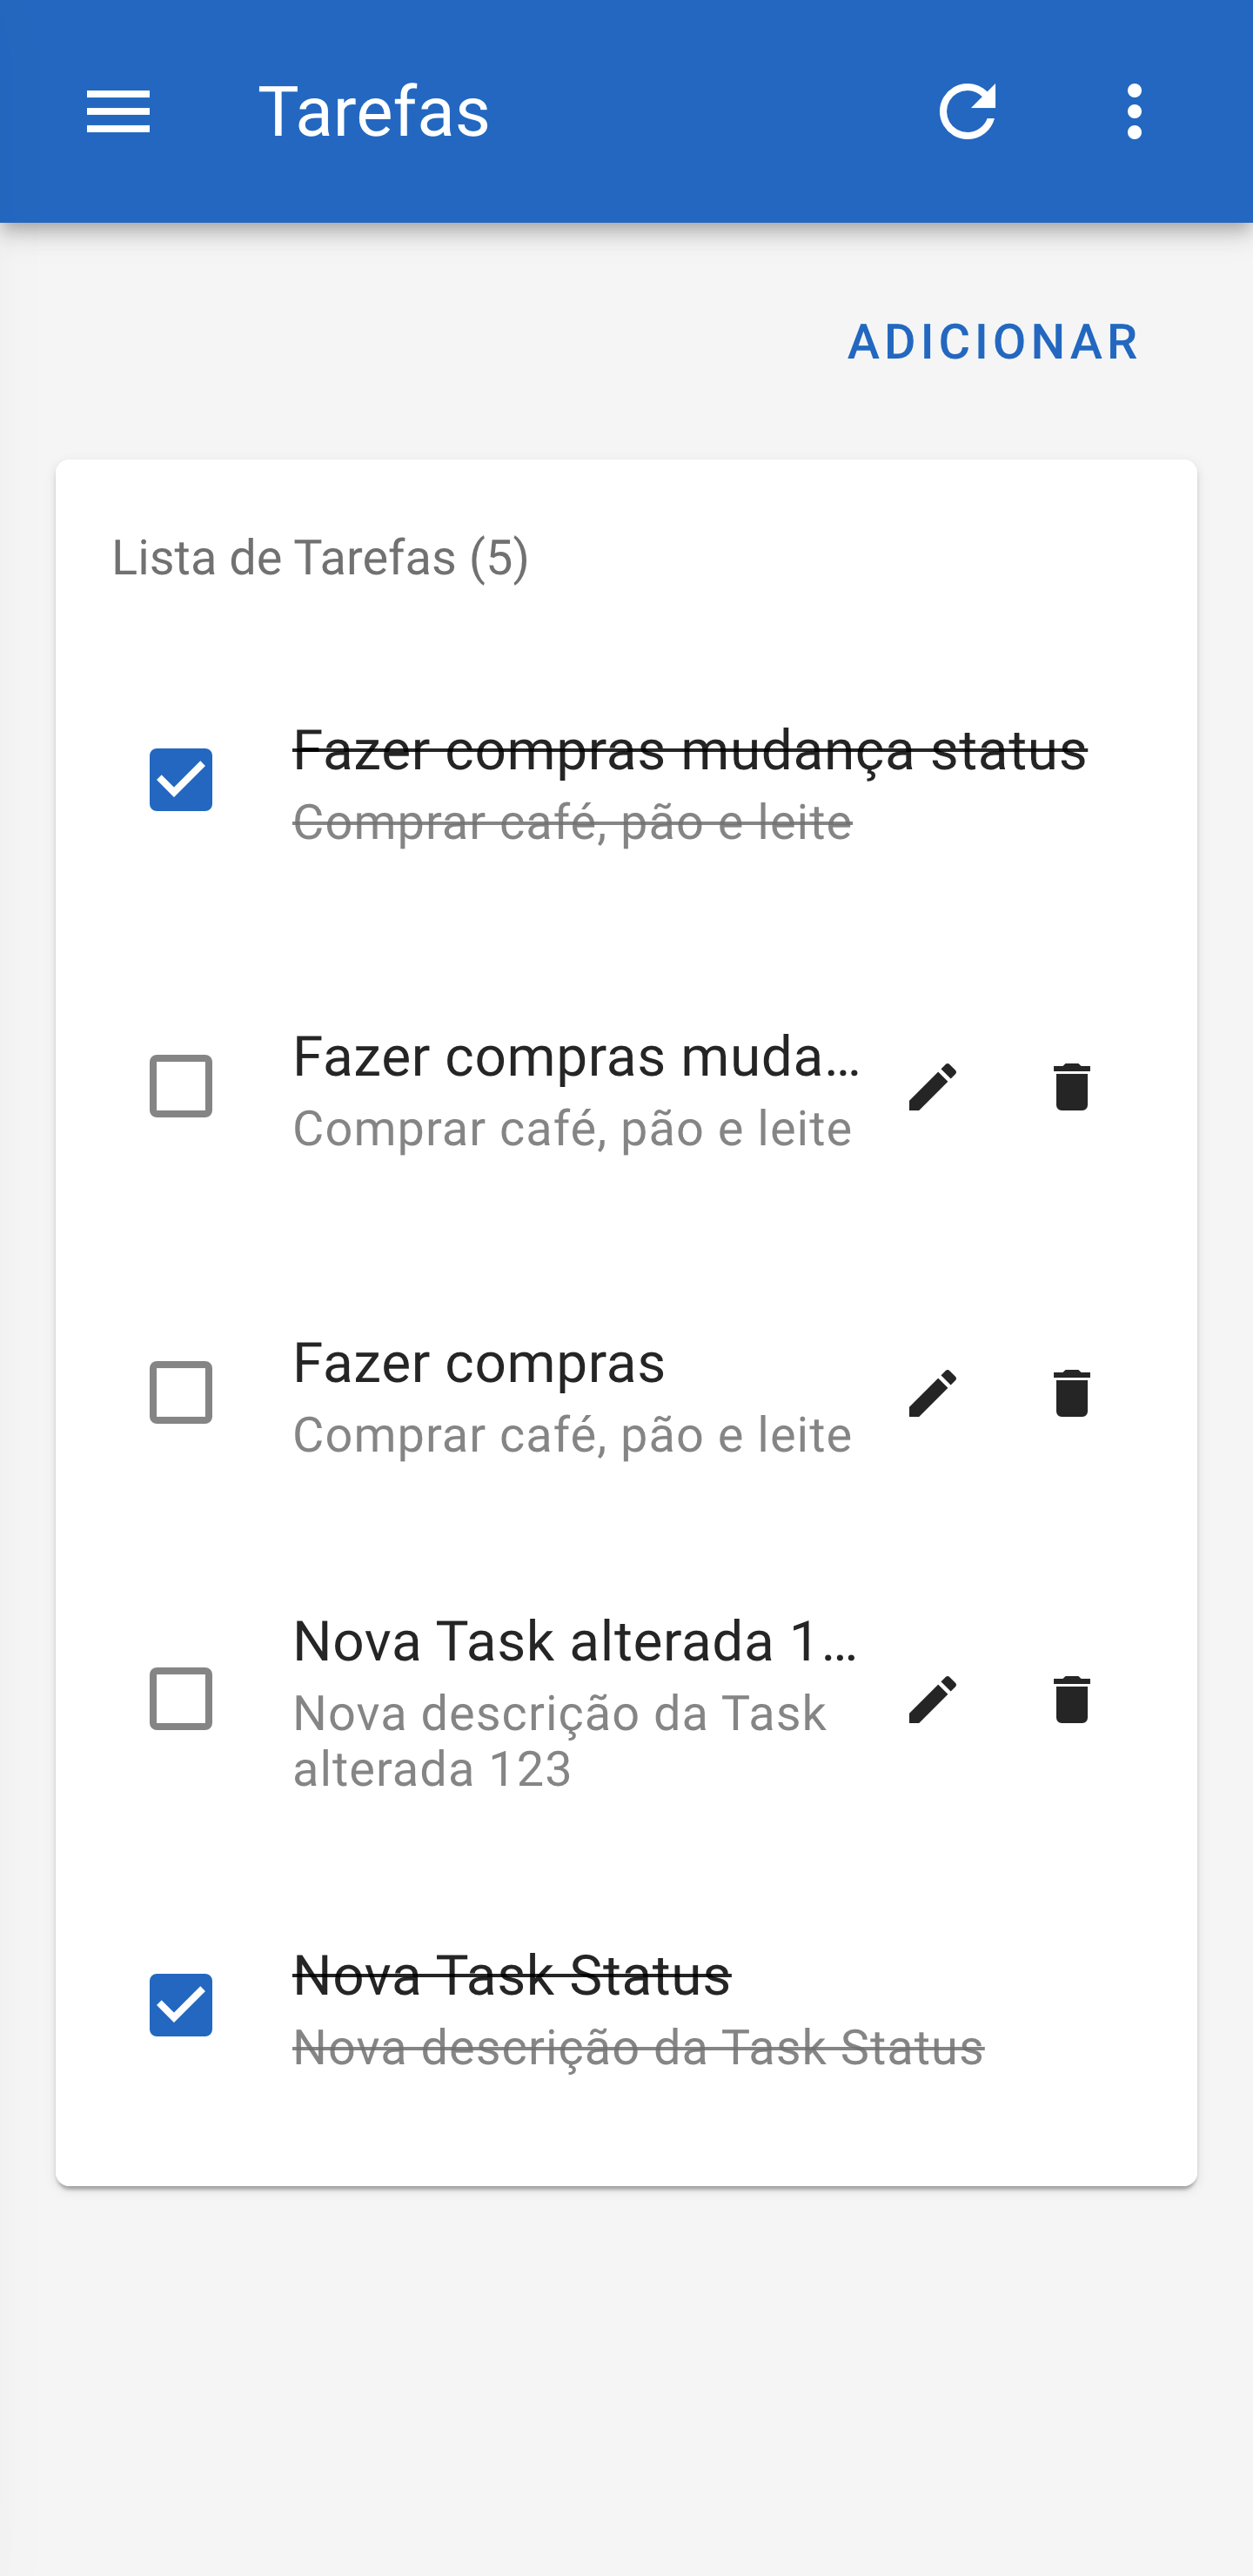 Tarefas
ADICIONAR
Lista de Tarefas (5)
Fazer compras mudança status
Comprar café, pão e leite
Fazer compras muda...
Comprar café, pão e leite
Fazer compras
Comprar café, pão e leite
Nova Task alterada 1...
Nova descrição da Task
alterada 123
Nova Task Status
Nova descrição da Task Status